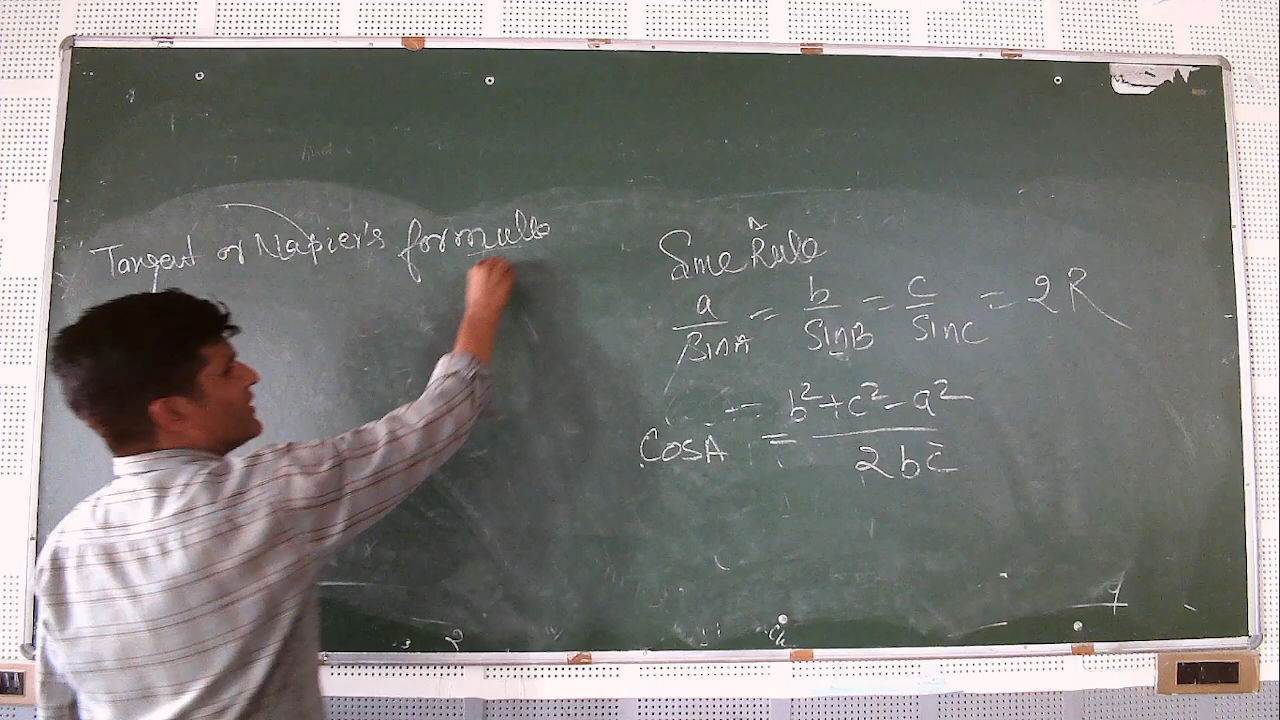 Tangent or Napier's formula
Sine Rule
a/SinA = b/SinB = c/SinC = 2R
CosA = b²+c²-a²/2bc